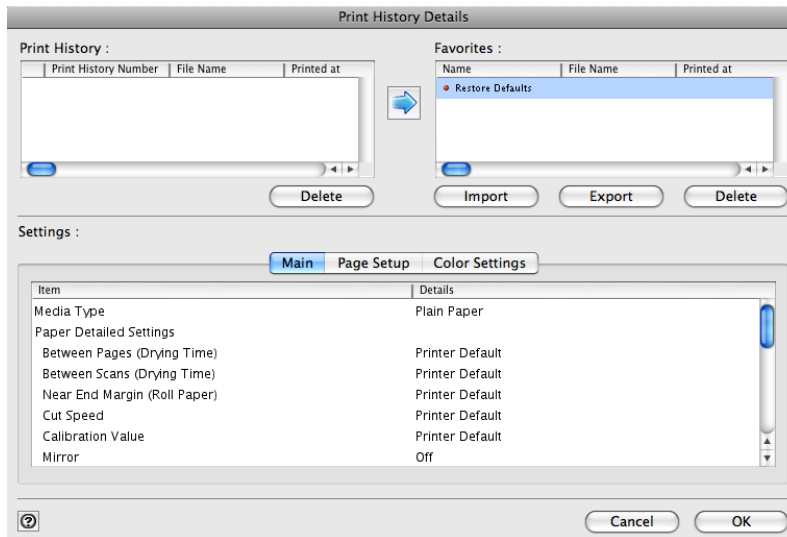 Print History Details
Print History :
Favorites :
Print History Number File Name Printed at
Name File Name Printed at
Restore Defaults
Delete
Import Export Delete
Settings :
Main Page Setup Color Settings
Item Details
Media Type Plain Paper
Paper Detailed Settings
Between Pages (Drying Time) Printer Default
Between Scans (Drying Time) Printer Default
Near End Margin (Roll Paper) Printer Default
Cut Speed Printer Default
Calibration Value Printer Default
Mirror Off
?
Cancel OK